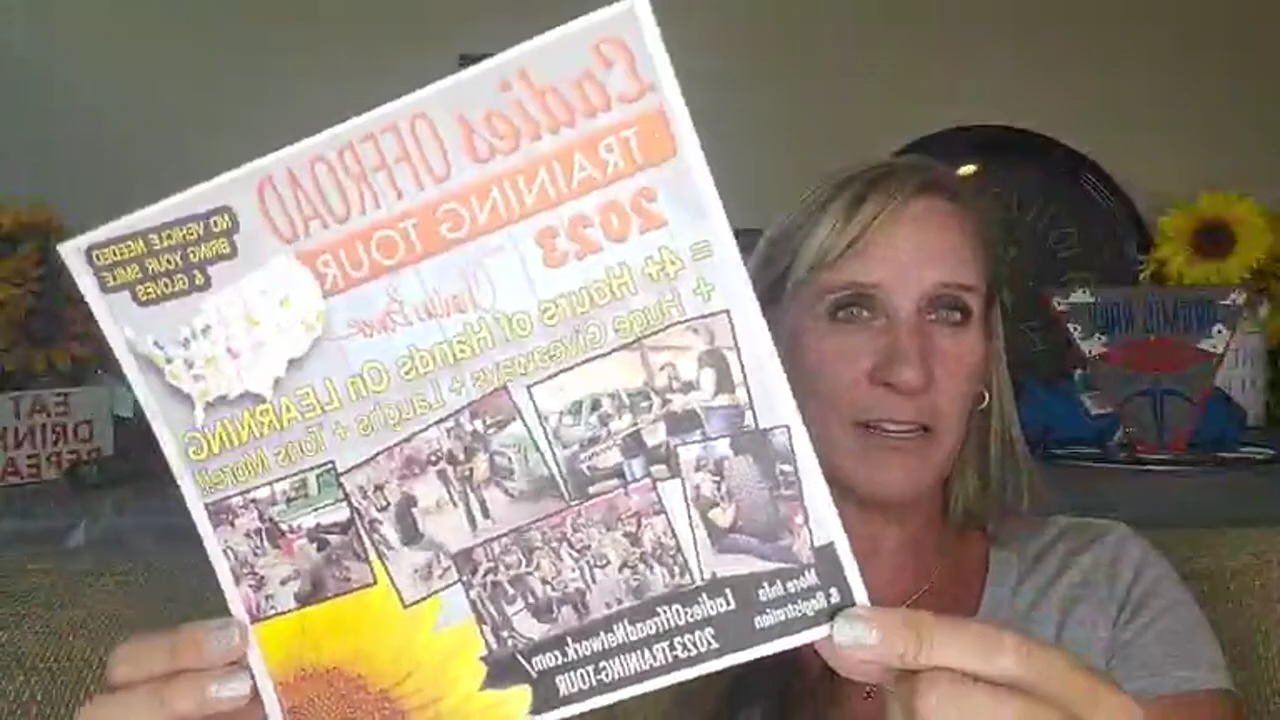 Ladies OFFROAD
TRAINING TOUR
2023
NO VEHICLE NEEDED
BRING YOUR SMILE
& GLOVES
= 4+ Hours of Hands On LEARNING
+ Huge Giveaways + Laughs + Tons More!!
More Info
& Registration
LadiesOffroadNetwork.com/
2023-TRAINING-TOUR
EAT
DRINK
REPEAT